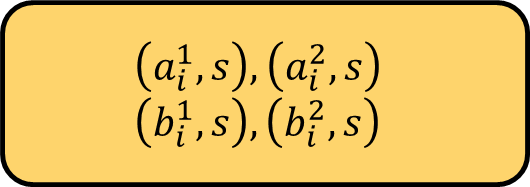 (a_i^1, s), (a_i^2, s)
(b_i^1, s), (b_i^2, s)